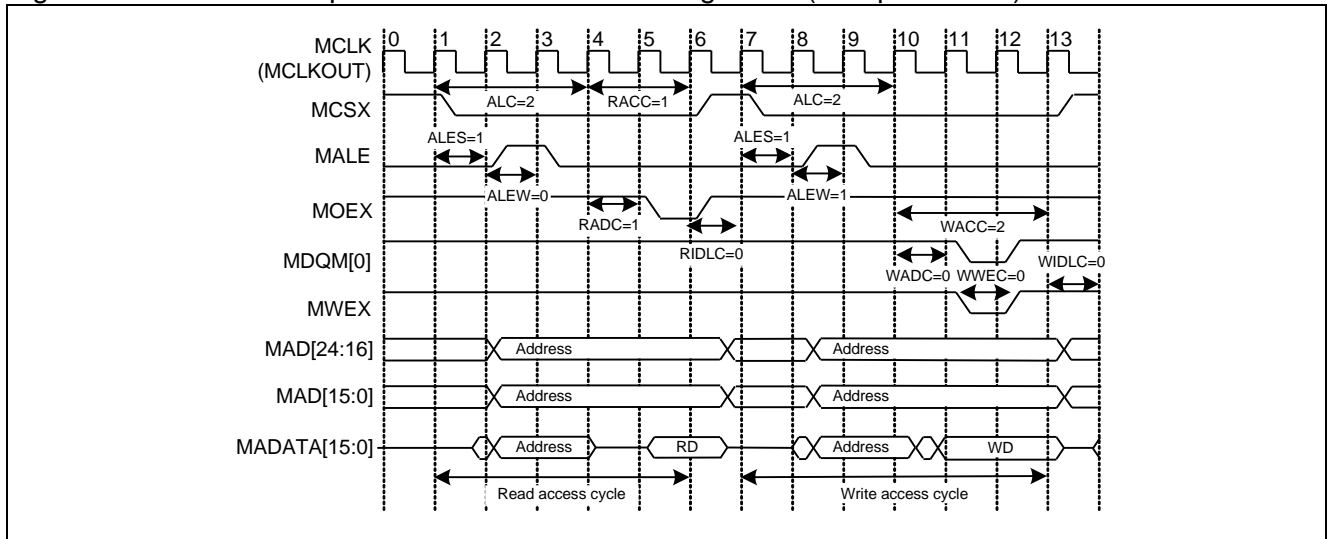 0 1 2 3 4 5 6 7 8 9 10 11 12 13
MCLK
(MCLKOUT)
ALC=2 RACC=1 ALC=2
MCSX
ALES=1 ALES=1
MALE
ALEW=0 ALEW=1
MOEX
RADC=1 WACC=2
RIDLC=0
MDQM[0] WIDLC=0
WADC=0 WWEC=0
MWEX
MAD[24:16] Address Address
MAD[15:0] Address Address
MADATA[15:0] Address RD Address WD
Read access cycle Write access cycle